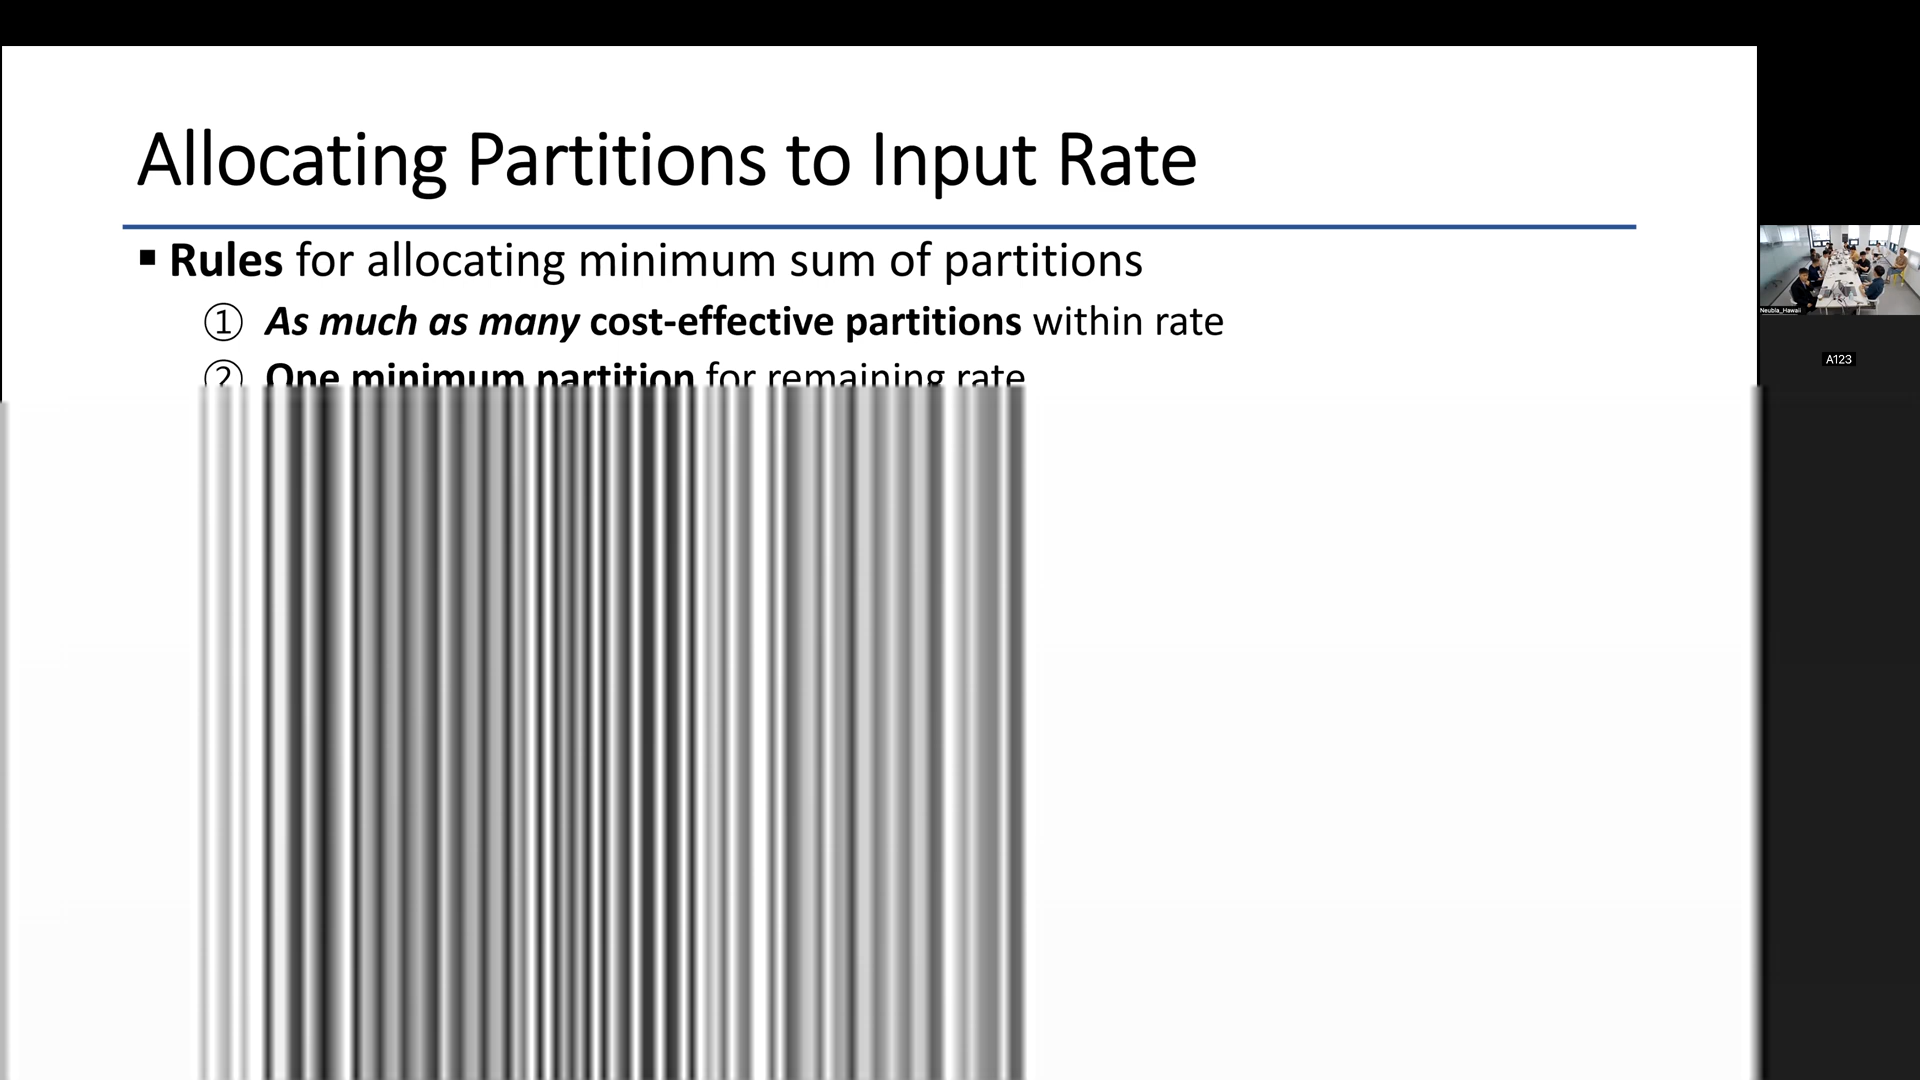 Allocating Partitions to Input Rate
▪ Rules for allocating minimum sum of partitions
① As much as many cost-effective partitions within rate
② One minimum partition for remaining rate
Neubla_Hawaii
A123